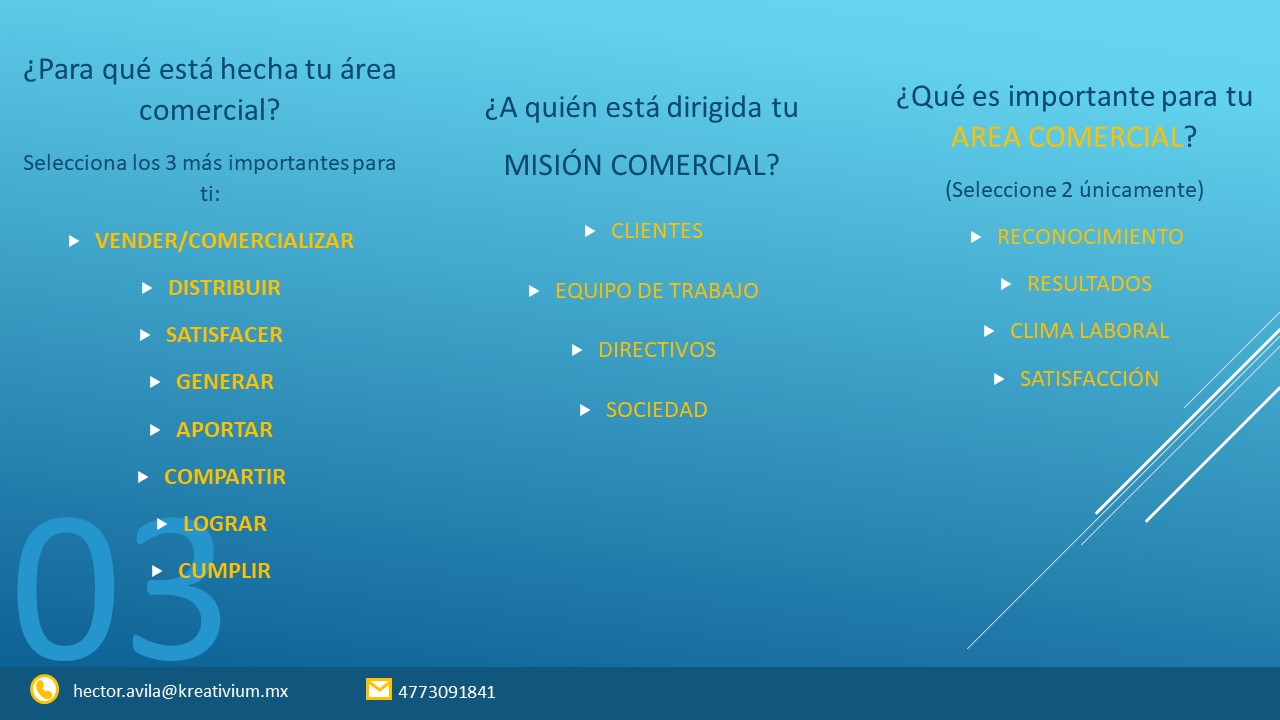 ¿Para qué está hecha tu área
comercial?
Selecciona los 3 más importantes para
ti:
VENDER/COMERCIALIZAR
DISTRIBUIR
SATISFACER
GENERAR
APORTAR
COMPARTIR
LOGRAR
CUMPLIR
03
¿A quién está dirigida tu
MISIÓN COMERCIAL?
CLIENTES
EQUIPO DE TRABAJO
DIRECTIVOS
SOCIEDAD
¿Qué es importante para tu
AREA COMERCIAL?
(Seleccione 2 únicamente)
RECONOCIMIENTO
RESULTADOS
CLIMA LABORAL
SATISFACCIÓN
hector.avila@kreativium.mx
4773091841